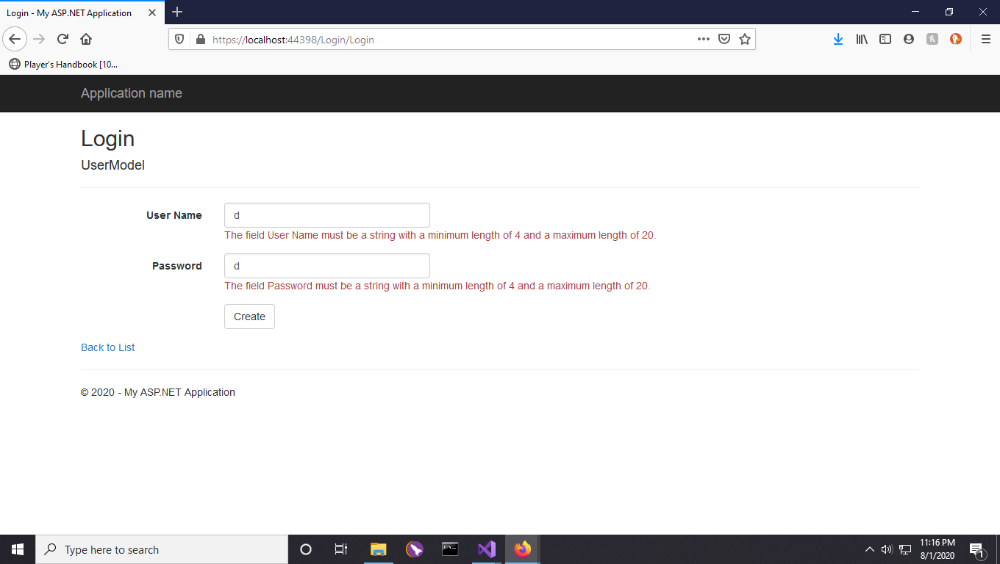 Login - My ASP.NET Application
https://localhost:44398/Login/Login
Player's Handbook [10...
Application name
Login
UserModel
User Name
d
The field User Name must be a string with a minimum length of 4 and a maximum length of 20.
Password
d
The field Password must be a string with a minimum length of 4 and a maximum length of 20.
Create
Back to List
© 2020 - My ASP.NET Application
Type here to search
11:16 PM
8/1/2020
1